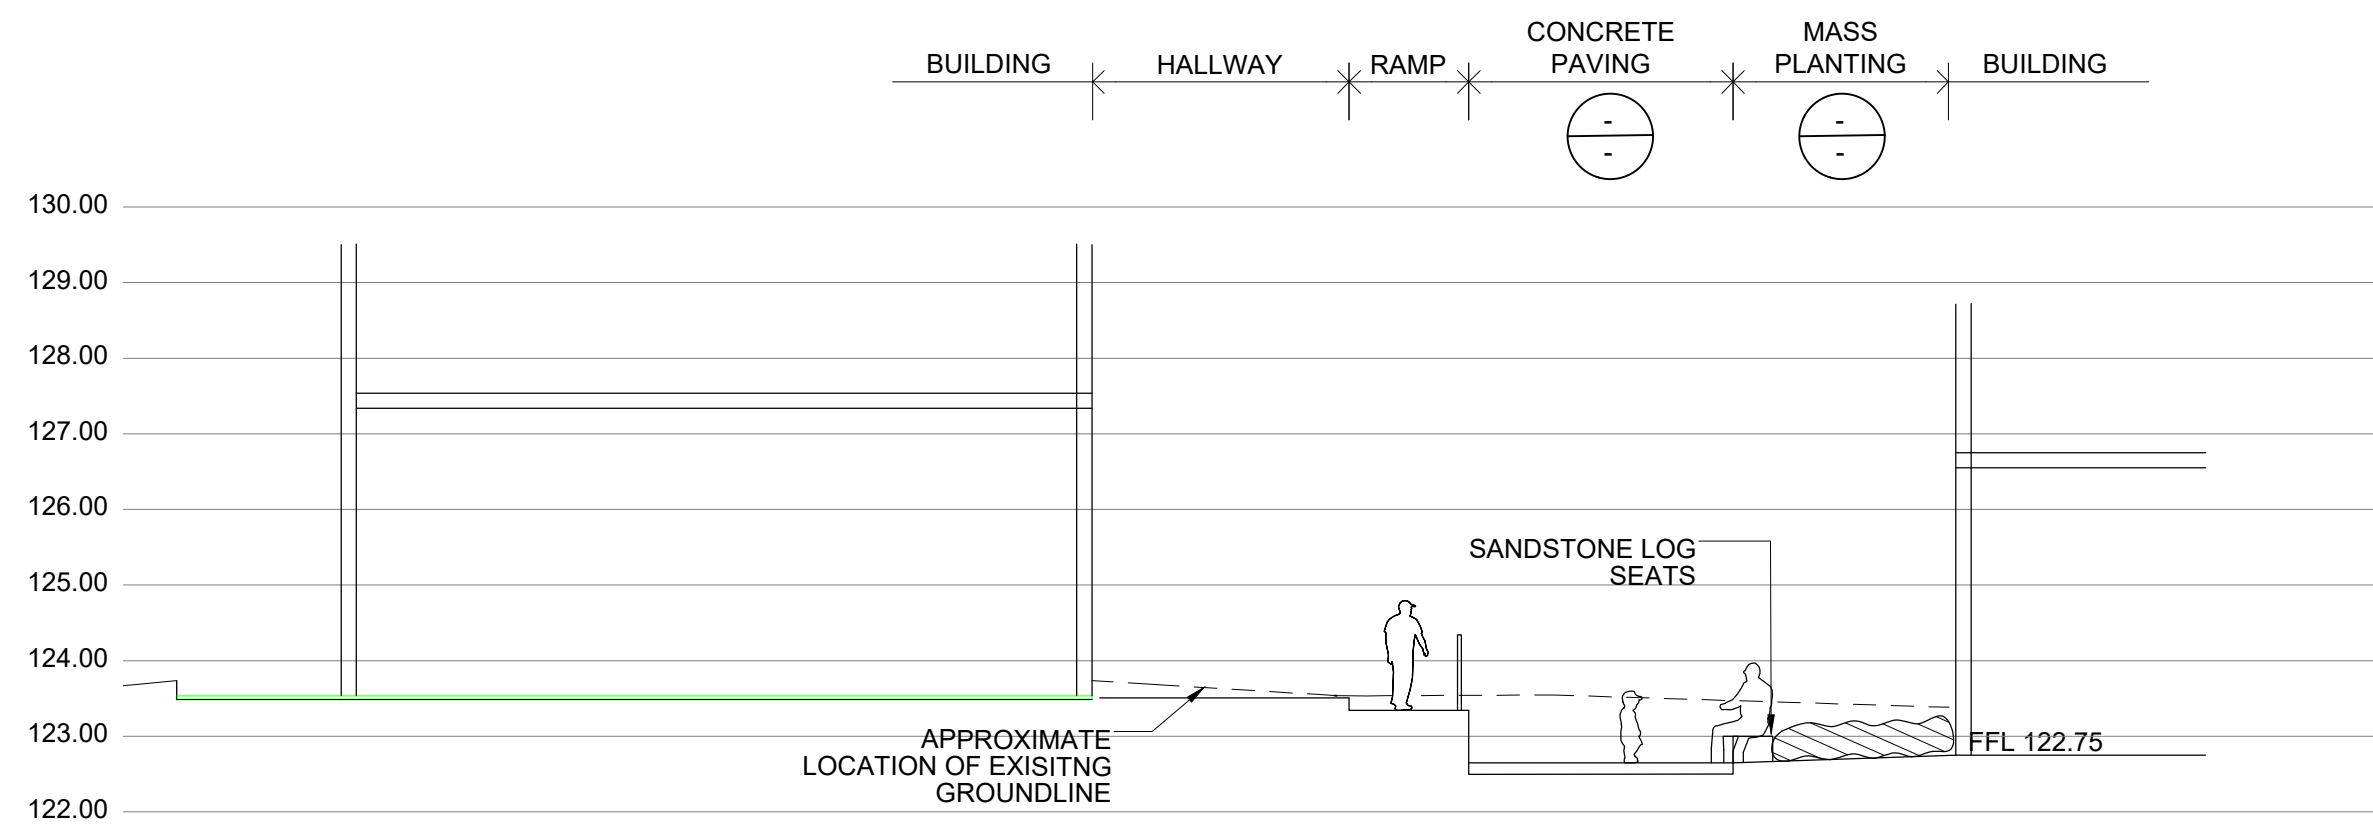 CONCRETE
MASS
BUILDING
HALLWAY
RAMP
PAVING
PLANTING
BUILDING
-
-
-
-
130.00
129.00
128.00
127.00
126.00
SANDSTONE LOG
SEATS
125.00
124.00
123.00
APPROXIMATE
LOCATION OF EXISITNG
GROUNDLINE
FFL 122.75
122.00